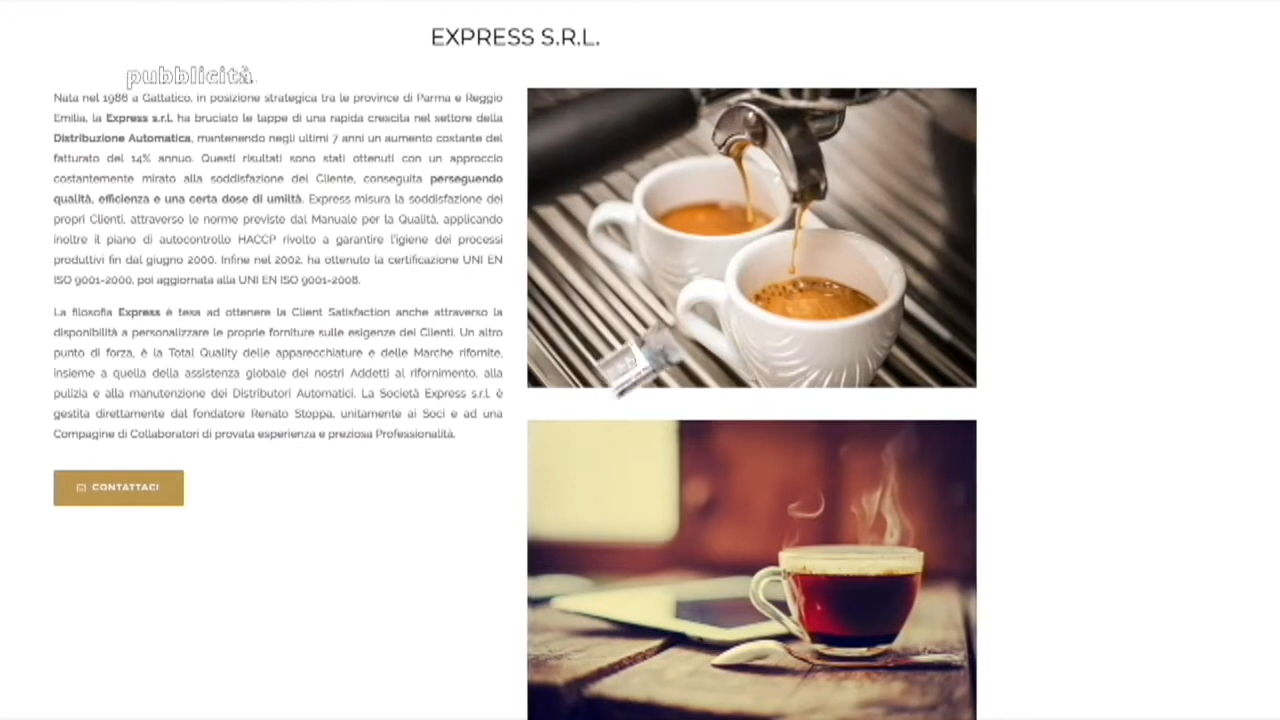 EXPRESS S.R.L.
pubblicità
Nata nel 1986 a Gattatico, in posizione strategica tra le province di Parma e Reggio
Emilia, la Express s.r.l. ha bruciato le tappe di una rapida crescita nel settore della
Distribuzione Automatica, mantenendo negli ultimi 7 anni un aumento costante del
fatturato del 14% annuo. Questi risultati sono stati ottenuti con un approccio
costantemente mirato alla soddisfazione del Cliente, conseguita perseguendo
qualità, efficienza e una certa dose di umiltà. Express misura la soddisfazione dei
propri Clienti, attraverso le norme previste dal Manuale per la Qualità, applicando
inoltre il piano di autocontrollo HACCP rivolto a garantire l'igiene dei processi
produttivi fin dal giugno 2000. Infine nel 2002, ha ottenuto la certificazione UNI EN
ISO 9001-2000, poi aggiornata alla UNI EN ISO 9001-2008.
La filosofia Express è tesa ad ottenere la Client Satisfaction anche attraverso la
disponibilità a personalizzare le proprie forniture sulle esigenze dei Clienti. Un altro
punto di forza, è la Total Quality delle apparecchiature e delle Marche rifornite,
insieme a quella della assistenza globale dei nostri Addetti al rifornimento, alla
pulizia e alla manutenzione dei Distributori Automatici. La Società Express s.r.l. è
gestita direttamente dal fondatore Renato Stoppa, unitamente ai Soci e ad una
Compagine di Collaboratori di provata esperienza e preziosa Professionalità.
CONTATTACI